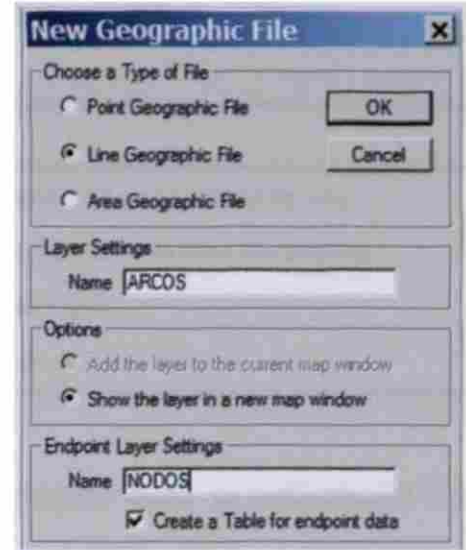 New Geographic File
Choose a Type of File
Point Geographic File
OK
Line Geographic File
Cancel
Area Geographic File
Layer Settings
Name ARCOS
Options
Add the layer to the current map window
Show the layer in a new map window
Endpoint Layer Settings
Name NODOS
Create a Table for endpoint data